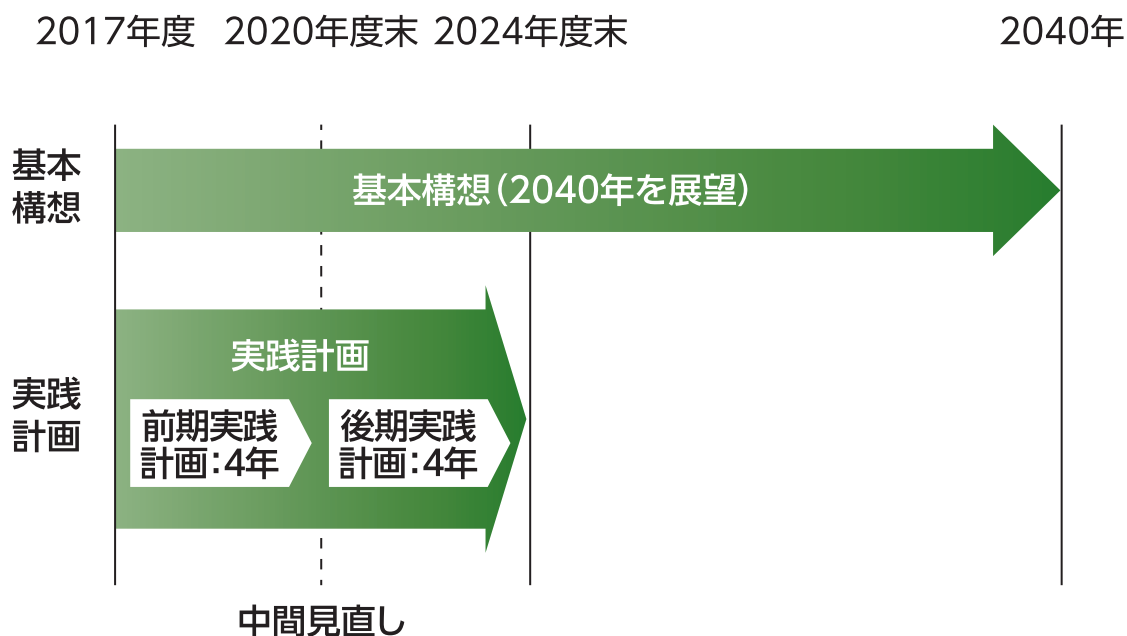 2017年度 2020年度末 2024年度末 2040年
基本
構想
基本構想（2040年を展望）
実践
計画
実践計画
前期実践
計画：4年
後期実践
計画：4年
中間見直し